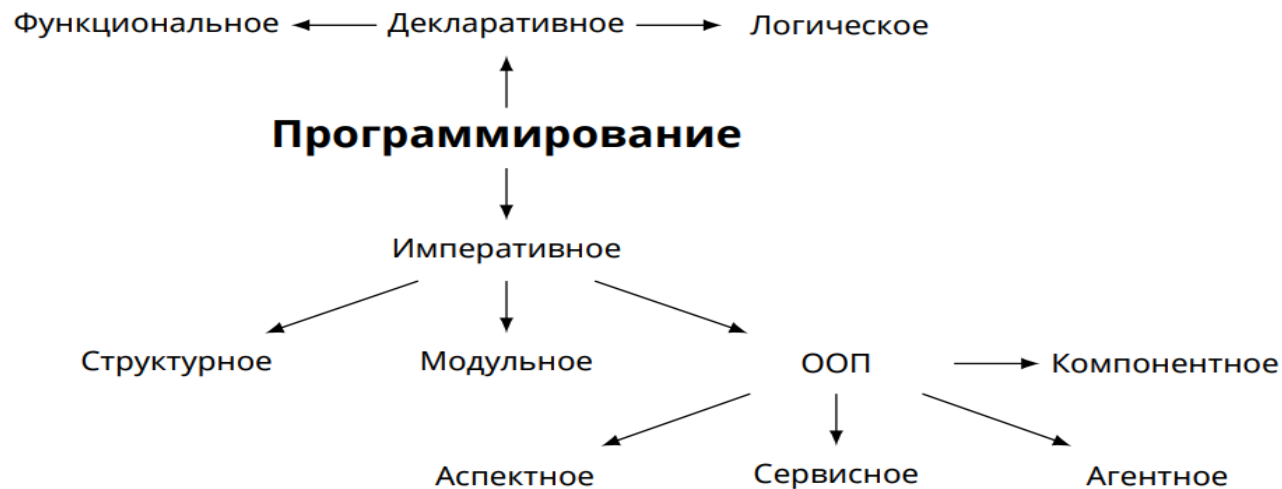 Функциональное Декларативное Логическое
Программирование
Императивное
Структурное Модульное ООП Компонентное
Аспектное Сервисное Агентное